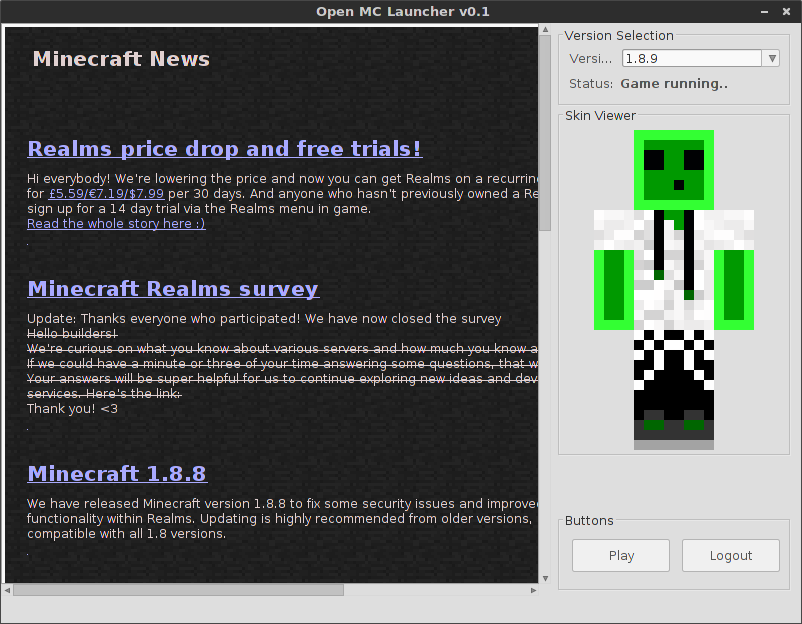 Open MC Launcher v0.1
Minecraft News
Realms price drop and free trials!
Hi everybody! We're lowering the price and now you can get Realms on a recurrin
for £5.59/€7.19/$7.99 per 30 days. And anyone who hasn't previously owned a Re
sign up for a 14 day trial via the Realms menu in game.
Read the whole story here :)
.
Minecraft Realms survey
Update: Thanks everyone who participated! We have now closed the survey
Hello builders!
We're curious on what you know about various servers and how much you know a
If we could have a minute or three of your time answering some questions, that w
Your answers will be super helpful for us to continue exploring new ideas and dev
services. Here's the link:
Thank you! <3
.
Minecraft 1.8.8
We have released Minecraft version 1.8.8 to fix some security issues and improve
functionality within Realms. Updating is highly recommended from older versions,
compatible with all 1.8 versions.
.
Version Selection
Versi... 1.8.9
Status: Game running..
Skin Viewer
Buttons
Play Logout